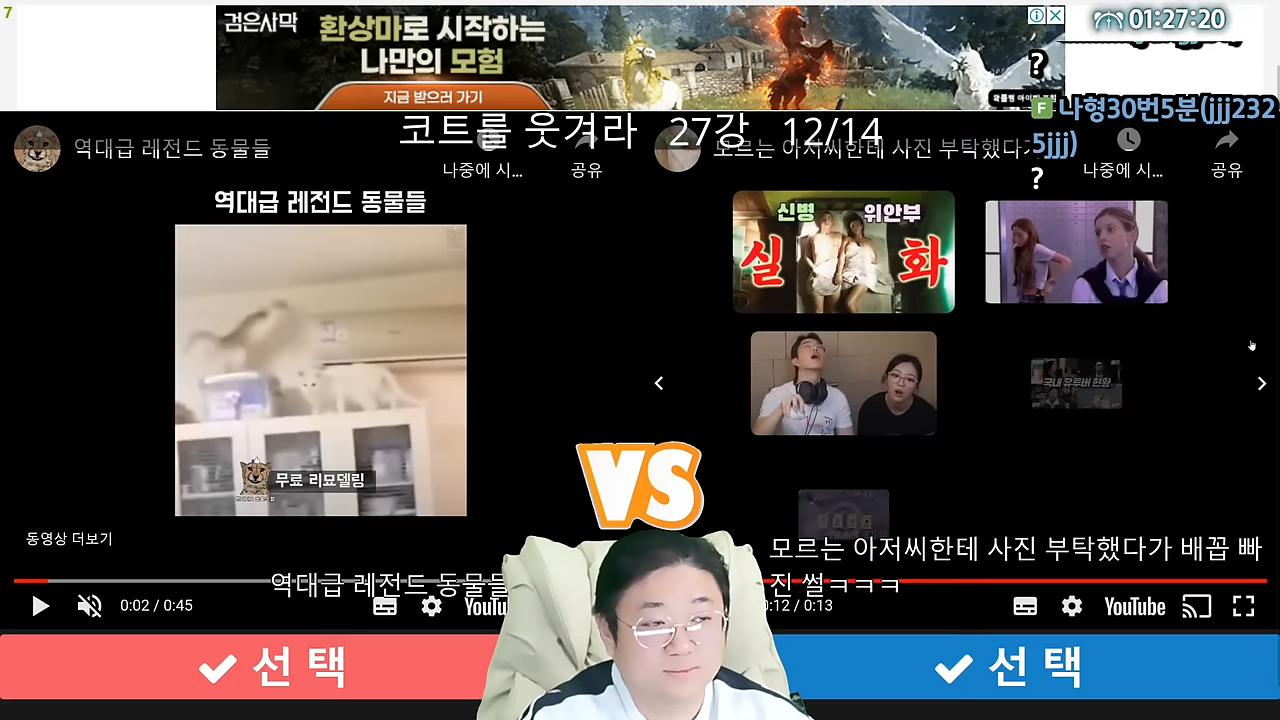 7
검은사막
환상마로 시작하는
나만의 모험
지금 받으러 가기
01:27:20
?
F 나형30번5분(jjj232
5jjj)
?
코트를 웃겨라 27강 12/14
역대급 레전드 동물들
나중에 시...
공유
모르는 아저씨한테 사진 부탁했다가
나중에 시...
공유
역대급 레전드 동물들
무료 리묘델링
신병
위안부
실
화
국내 유튜버 현황
동영상 더보기
VS
모르는 아저씨한테 사진 부탁했다가 배꼽 빠
진 썰ㅋㅋㅋ
역대급 레전드 동물들
0:02 / 0:45
YouTu
0:12 / 0:13
YouTube
선택
선택